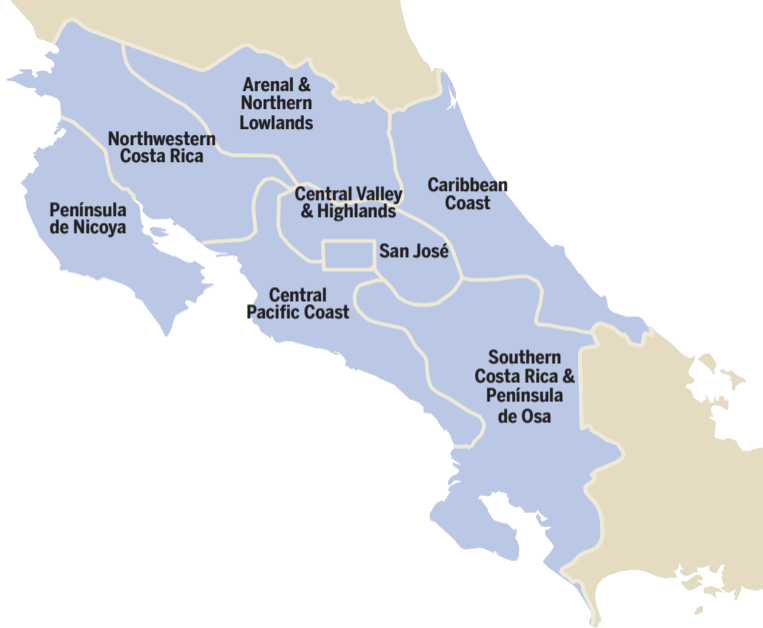 Arenal &
Northern
Lowlands
Northwestern
Costa Rica
Península
de Nicoya
Central Valley
& Highlands
Caribbean
Coast
San José
Central
Pacific Coast
Southern
Costa Rica &
Península
de Osa